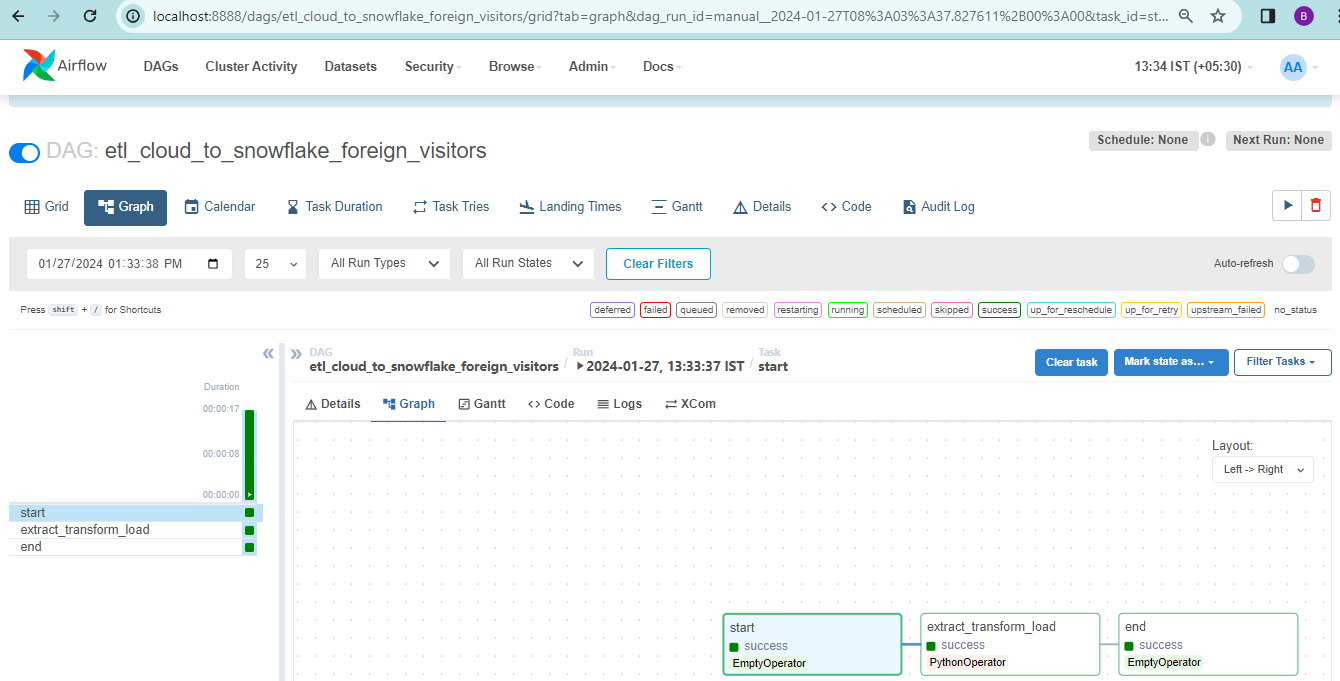 localhost:8888/dags/etl_cloud_to_snowflake_foreign_visitors/grid?tab=graph&dag_run_id=manual__2024-01-27T08%3A03%3A37.827611%2B00%3A00&task_id=st...
B
Airflow DAGs Cluster Activity Datasets Security Browse Admin Docs 13:34 IST (+05:30) AA
DAG: etl_cloud_to_snowflake_foreign_visitors Schedule: None Next Run: None
Grid Graph Calendar Task Duration Task Tries Landing Times Gantt Details Code Audit Log
01/27/2024 01:33:38 PM 25 All Run Types All Run States Clear Filters Auto-refresh
Press shift + / for Shortcuts deferred failed queued removed restarting running scheduled skipped success up_for_reschedule up_for_retry upstream_failed no_status
DAG Run Task
etl_cloud_to_snowflake_foreign_visitors / 2024-01-27, 13:33:37 IST / start
Clear task Mark state as... Filter Tasks
Duration
00:00:17
00:00:08
00:00:00
start
extract_transform_load
end
Details Graph Gantt Code Logs XCom
Layout:
Left -> Right
start
success
EmptyOperator
extract_transform_load
success
PythonOperator
end
success
EmptyOperator